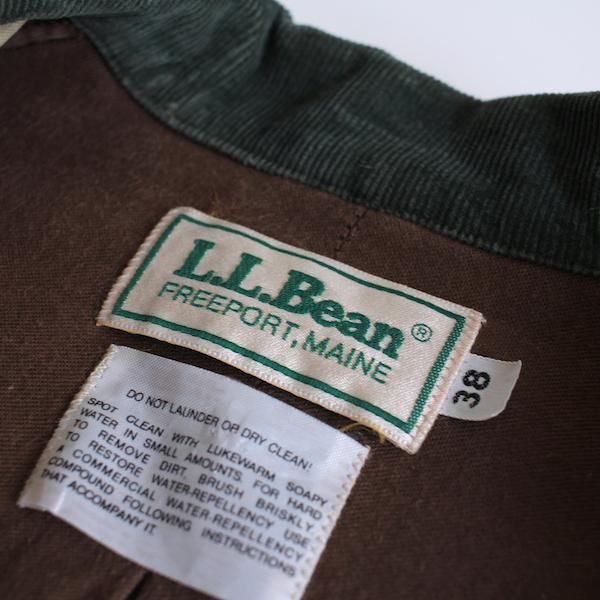 L.L.Bean®
FREEPORT, MAINE
38
DO NOT LAUNDER OR DRY CLEAN!
SPOT CLEAN WITH LUKEWARM SOAPY
WATER IN SMALL AMOUNTS. FOR HARD
TO REMOVE DIRT, BRUSH BRISKLY.
TO RESTORE WATER-REPELLENCY USE
A COMMERCIAL WATER-REPELLENCY
COMPOUND FOLLOWING INSTRUCTIONS
THAT ACCOMPANY IT.